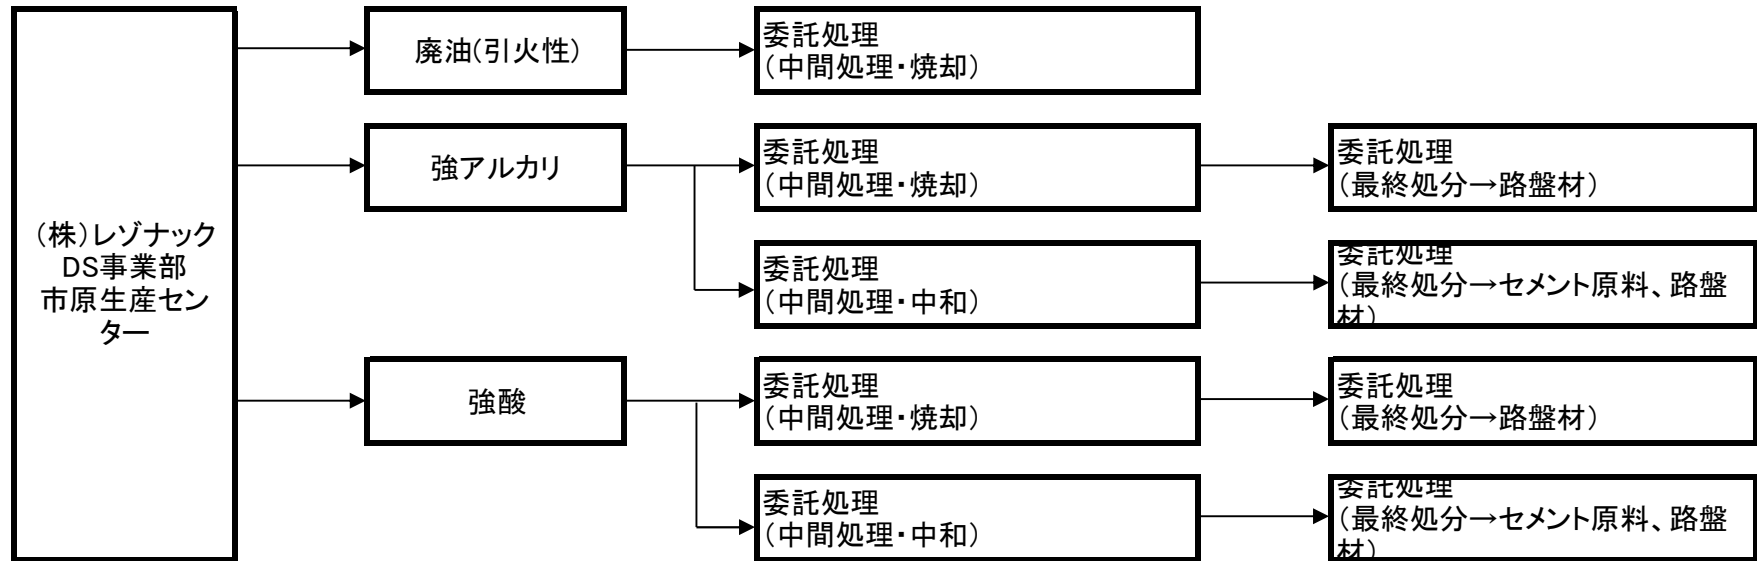 (株)レゾナック
DS事業部
市原生産セン
ター
廃油(引火性)
委託処理
(中間処理・焼却)
強アルカリ
委託処理
(中間処理・焼却)
委託処理
(最終処分→路盤材)
委託処理
(中間処理・中和)
委託処理
(最終処分→セメント原料、路盤
材)
強酸
委託処理
(中間処理・焼却)
委託処理
(最終処分→路盤材)
委託処理
(中間処理・中和)
委託処理
(最終処分→セメント原料、路盤
材)